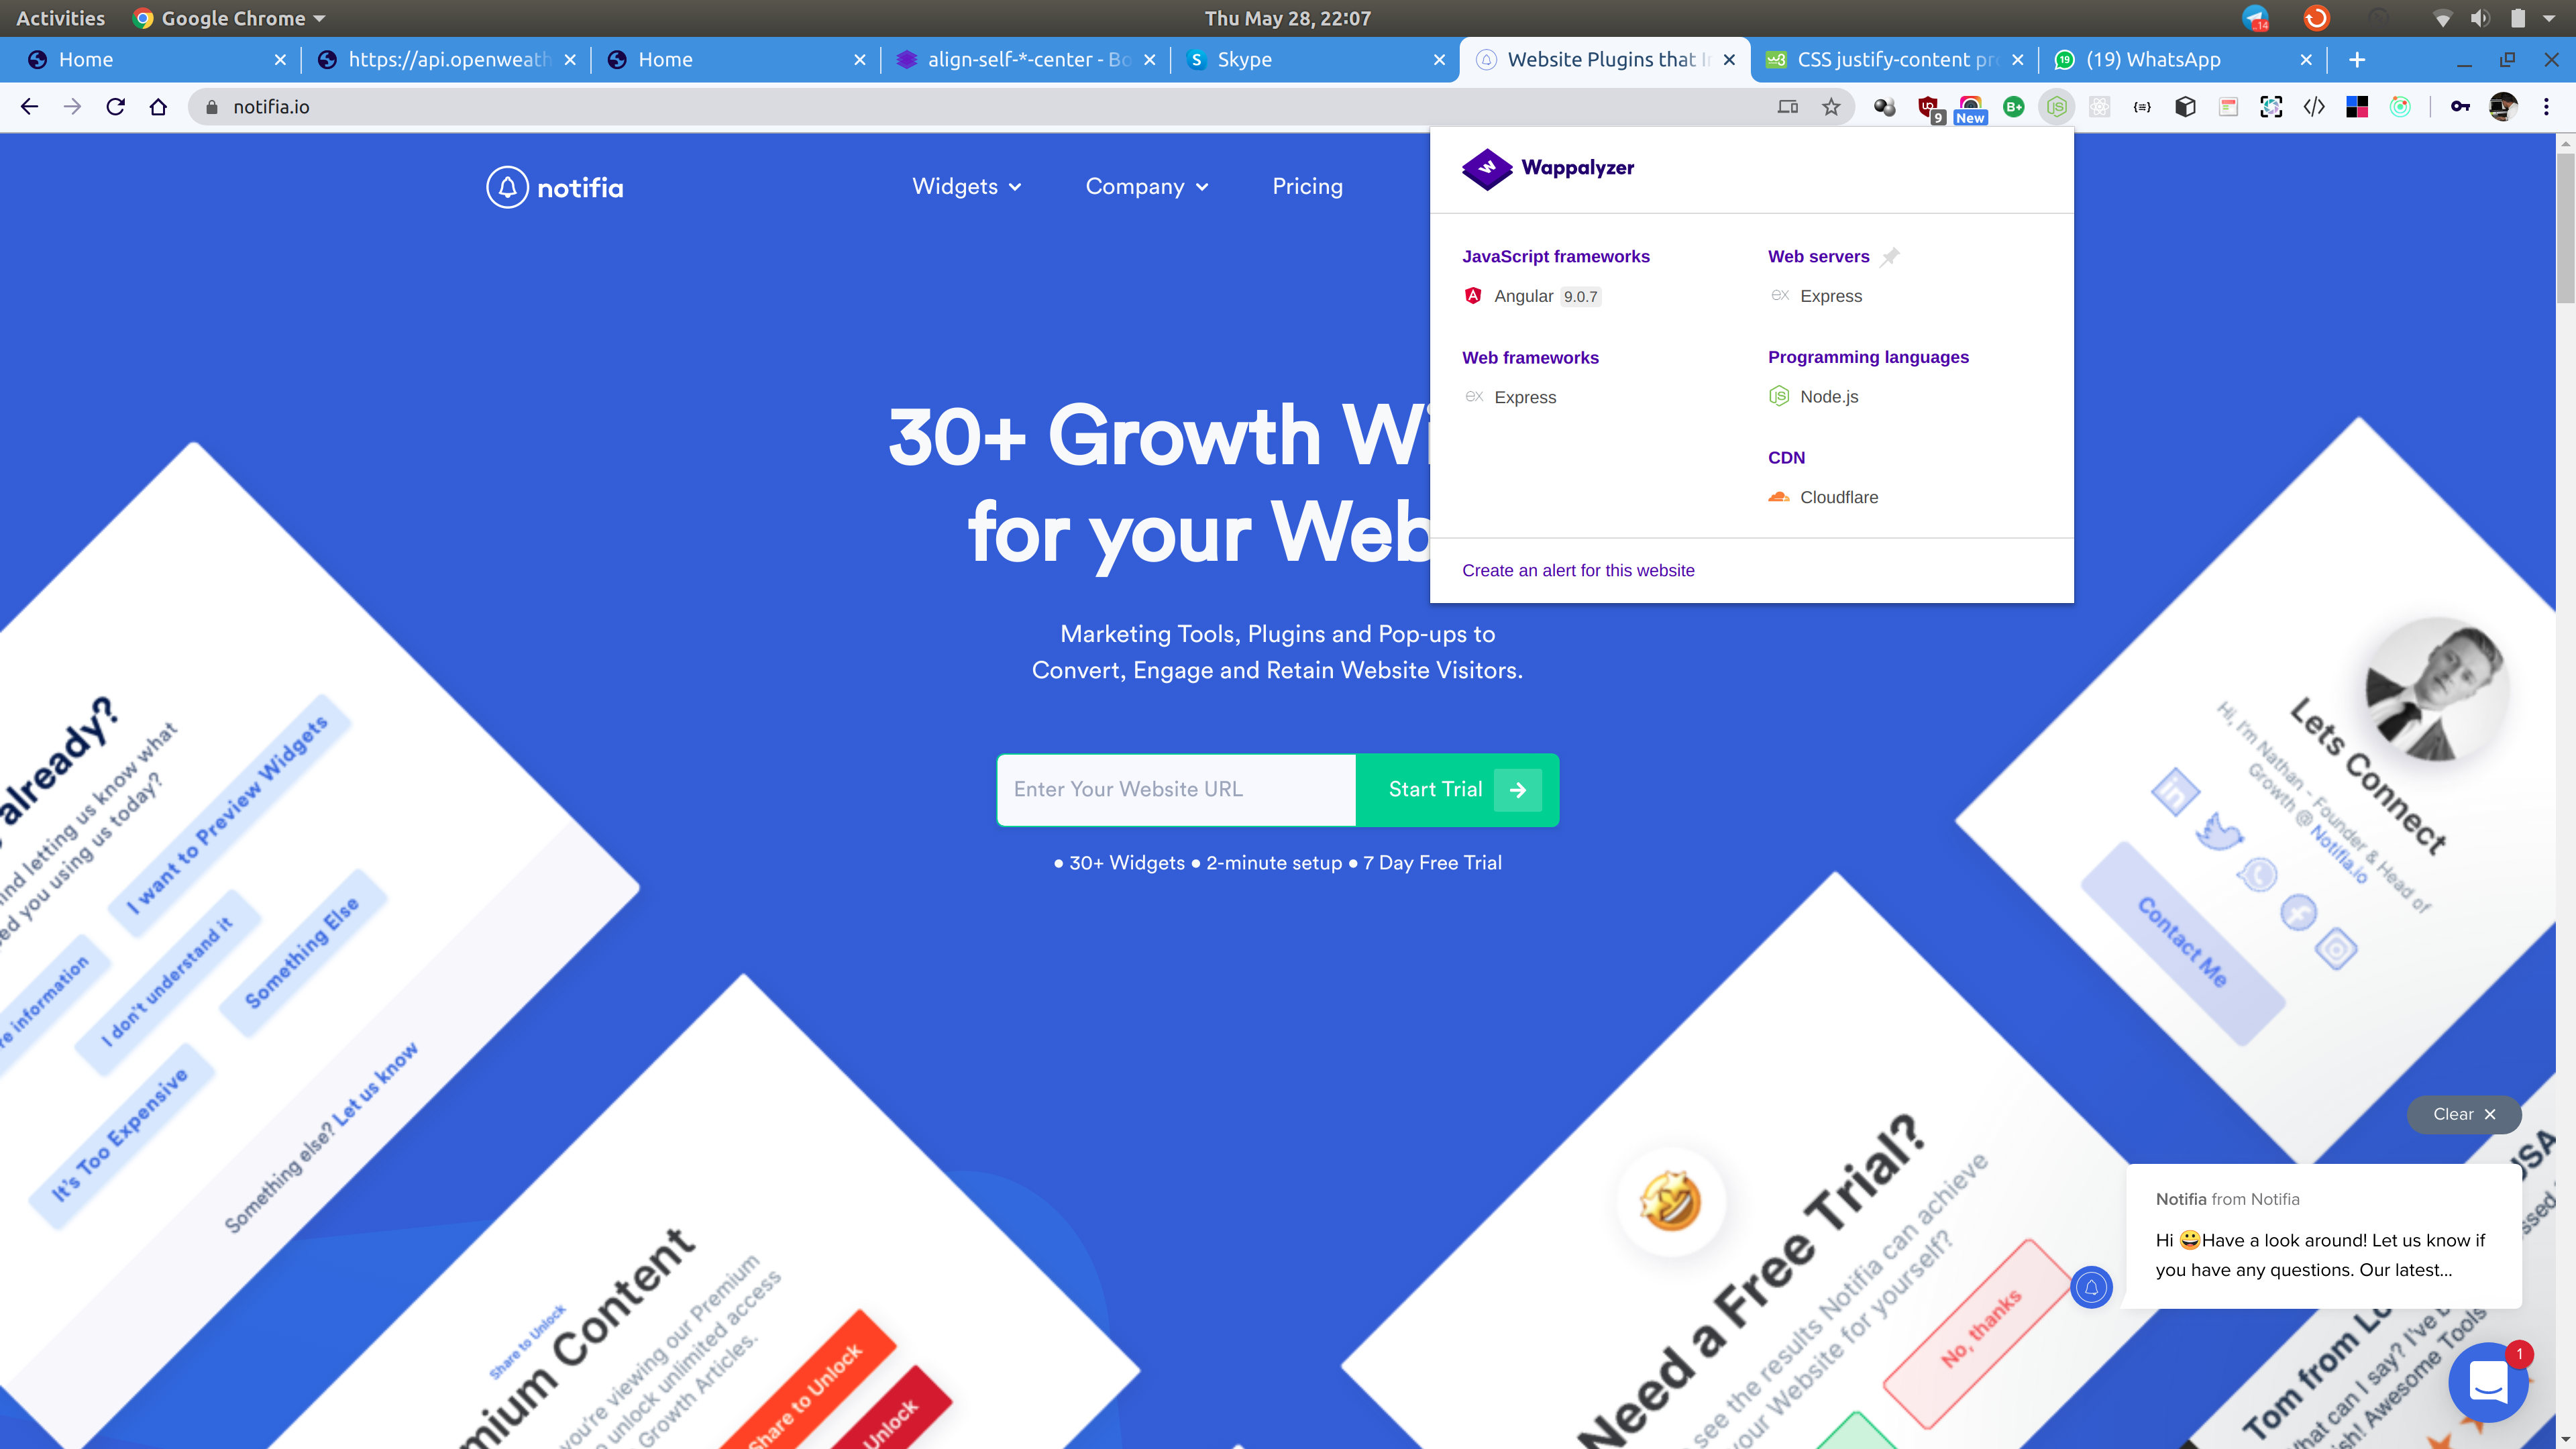 Activities
Google Chrome
Thu May 28, 22:07
14
Home
https://api.openweath
Home
align-self-*-center - Bo
Skype
Website Plugins that I
CSS justify-content pr
(19) WhatsApp
notifia.io
9
New
B+
notifia
Widgets
Company
Pricing
Wappalyzer
JavaScript frameworks
Angular 9.0.7
Web frameworks
Express
Web servers
Express
Programming languages
Node.js
CDN
Cloudflare
Create an alert for this website
30+ Growth Wi
for your Web
Marketing Tools, Plugins and Pop-ups to
Convert, Engage and Retain Website Visitors.
Enter Your Website URL
Start Trial
• 30+ Widgets • 2-minute setup • 7 Day Free Trial
already?
nd letting us know what
ed you using us today?
I want to Preview Widgets
re information
I don't understand it
Something Else
It's Too Expensive
Something else? Let us know
Share to Unlock
mium Content
you're viewing our Premium
unlock unlimited access
Growth Articles.
Share to Unlock
Unlock
Need a Free Trial?
see the results Notifia can achieve
your Website for yourself?
No, thanks
Lets Connect
Hi, I'm Nathan - Founder & Head of
Growth @ Notifia.io
Contact Me
Clear
Notifia from Notifia
Hi 😀Have a look around! Let us know if
you have any questions. Our latest...
USA
ssed
Tom from Lo
hat can I say? I've b
Awesome Tools
1